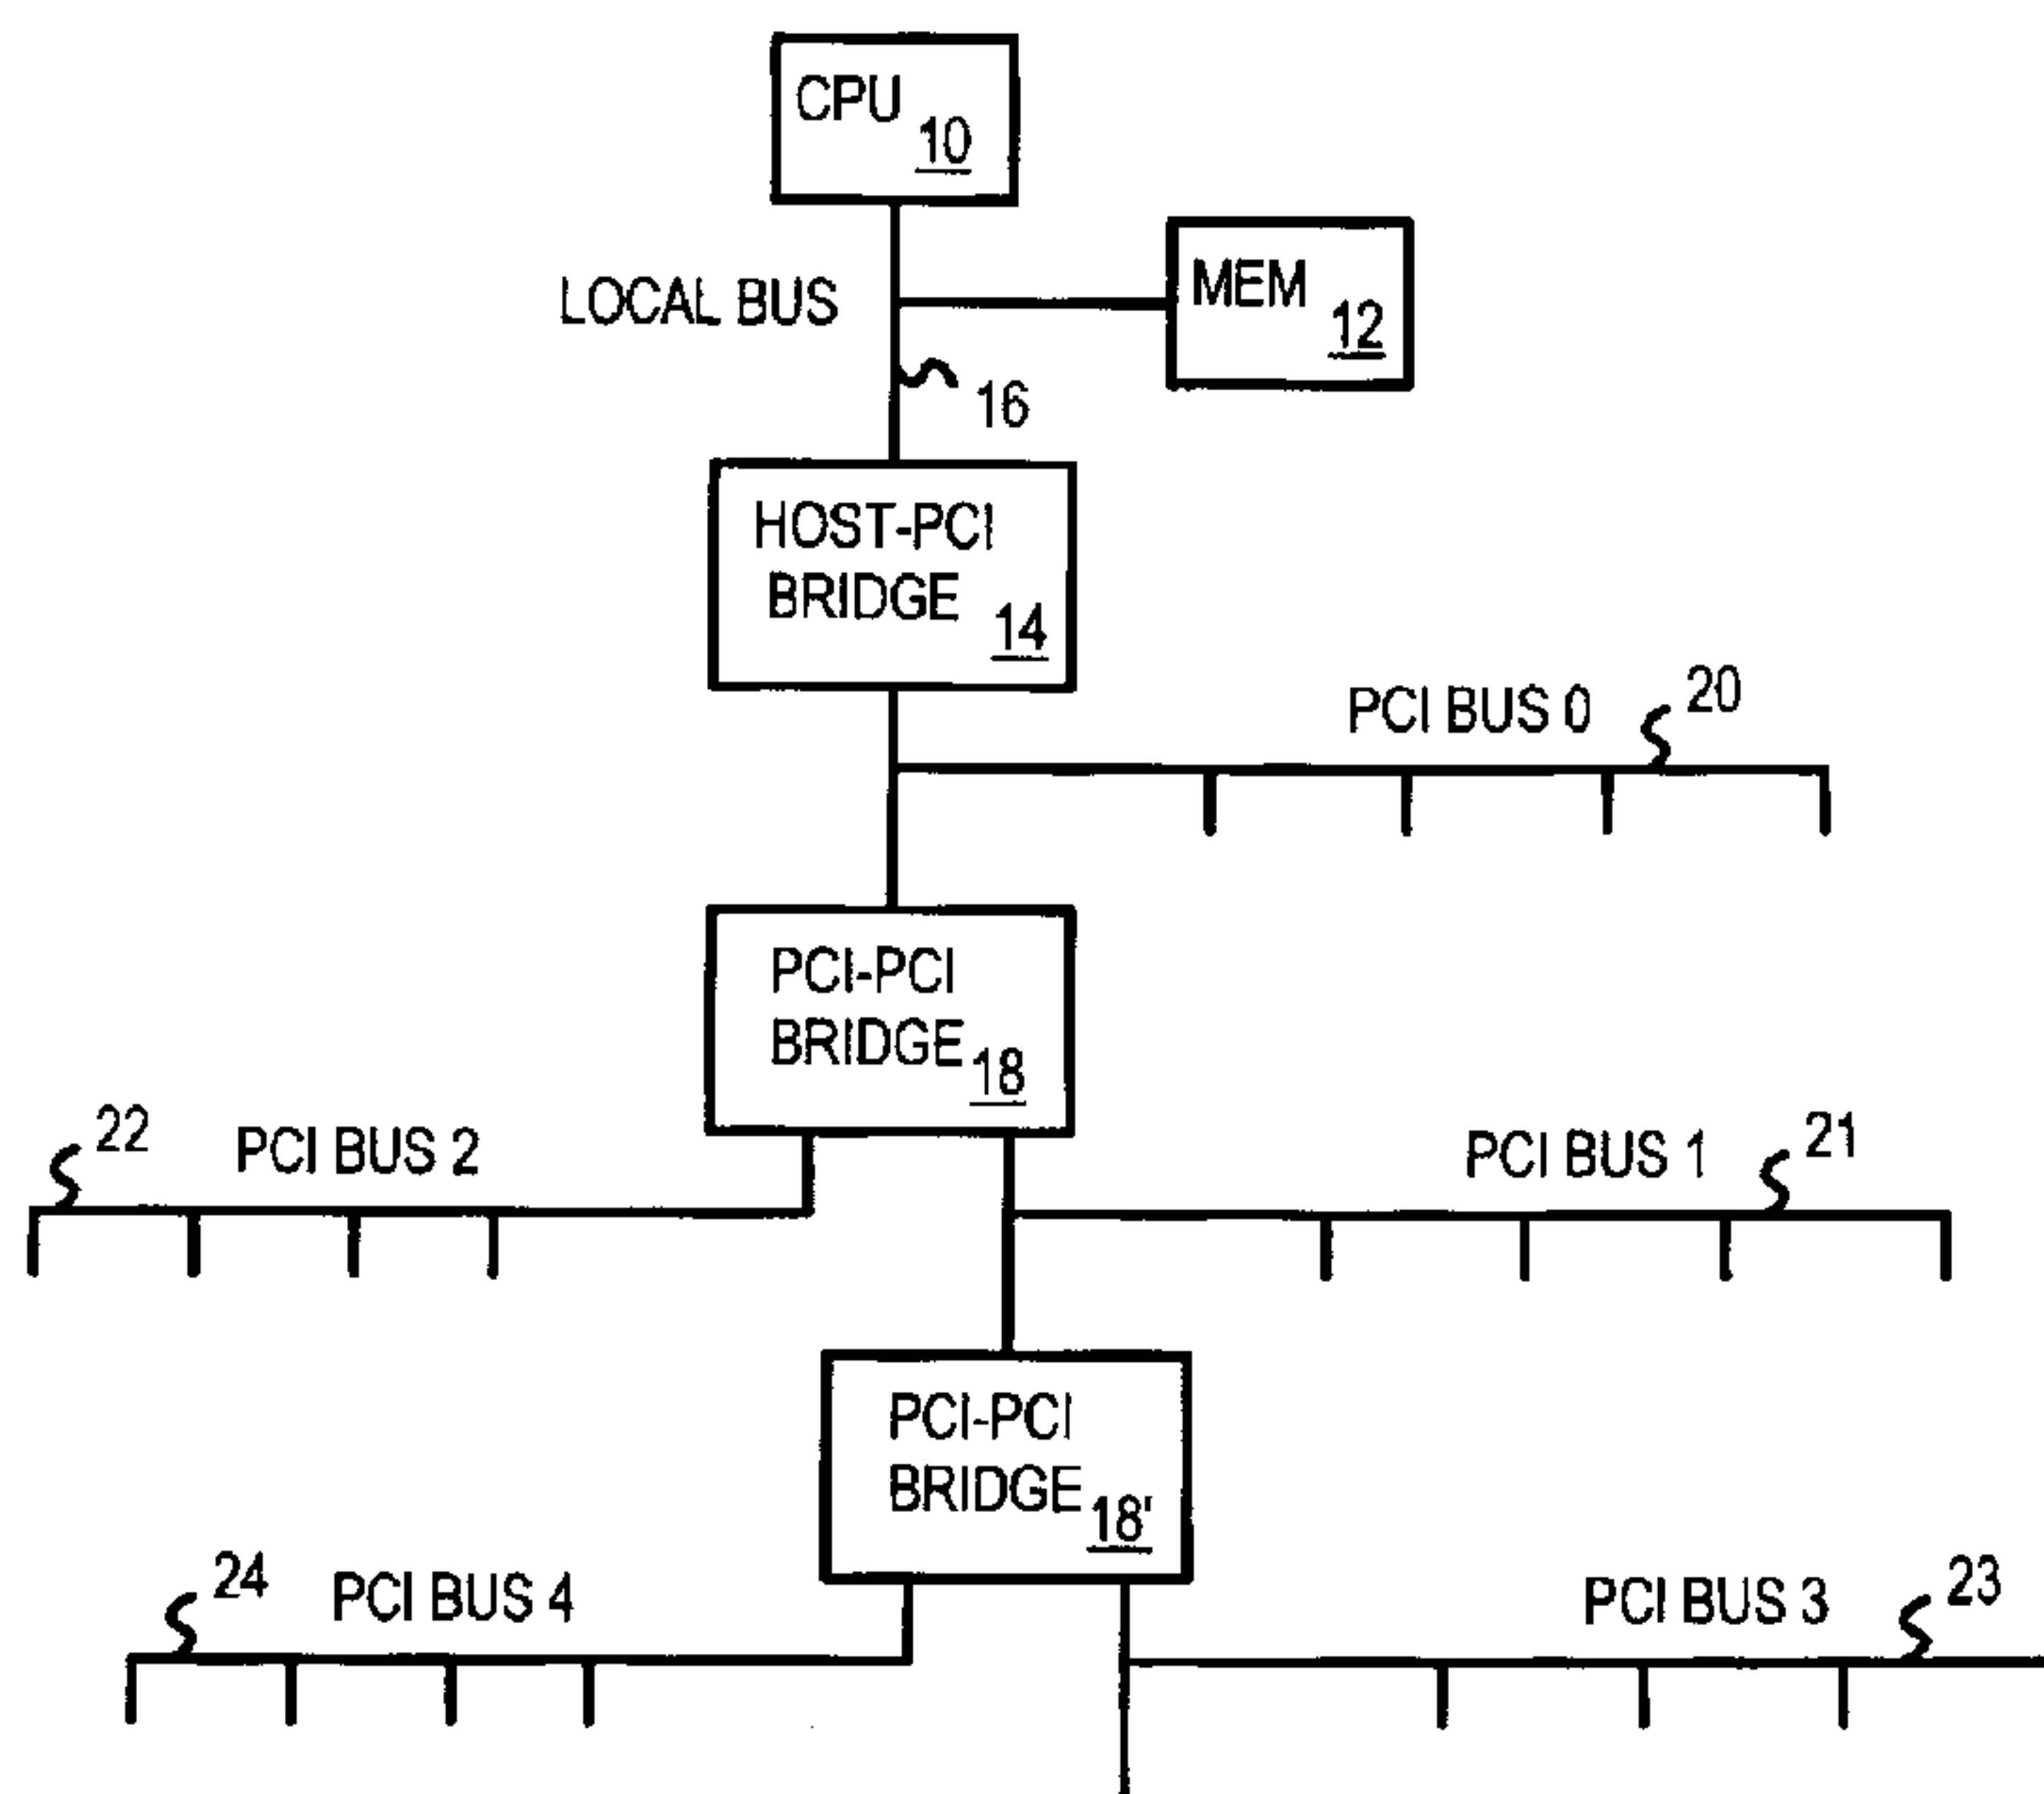 CPU
10
LOCAL BUS
MEM
12
16
HOST-PCI
BRIDGE
14
PCI BUS 0
20
PCI-PCI
BRIDGE
18
22
PCI BUS 2
PCI BUS 1
21
PCI-PCI
BRIDGE
18'
24
PCI BUS 4
PCI BUS 3
23